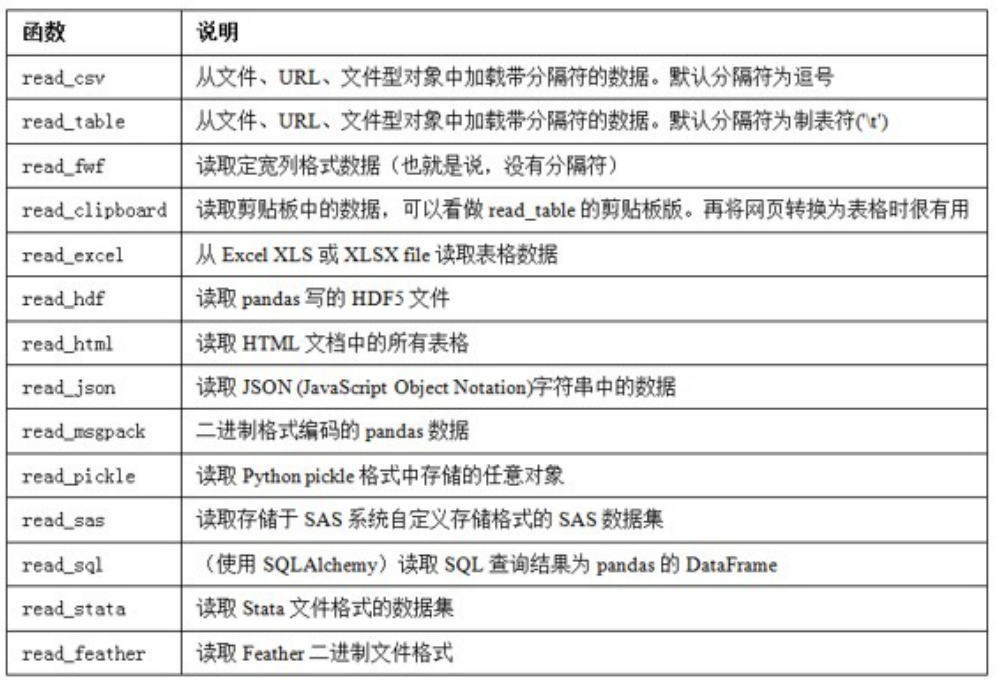 函数 说明
read_csv 从文件、URL、文件型对象中加载带分隔符的数据。默认分隔符为逗号
read_table 从文件、URL、文件型对象中加载带分隔符的数据。默认分隔符为制表符('\t')
read_fwf 读取定宽列格式数据（也就是说，没有分隔符）
read_clipboard 读取剪贴板中的数据，可以看做 read_table 的剪贴板版。再将网页转换为表格时很有用
read_excel 从 Excel XLS 或 XLSX file 读取表格数据
read_hdf 读取 pandas 写的 HDF5 文件
read_html 读取 HTML 文档中的所有表格
read_json 读取 JSON (JavaScript Object Notation)字符串中的数据
read_msgpack 二进制格式编码的 pandas 数据
read_pickle 读取 Python pickle 格式中存储的任意对象
read_sas 读取存储于 SAS 系统自定义存储格式的 SAS 数据集
read_sql （使用 SQLAlchemy）读取 SQL 查询结果为 pandas 的 DataFrame
read_stata 读取 Stata 文件格式的数据集
read_feather 读取 Feather 二进制文件格式